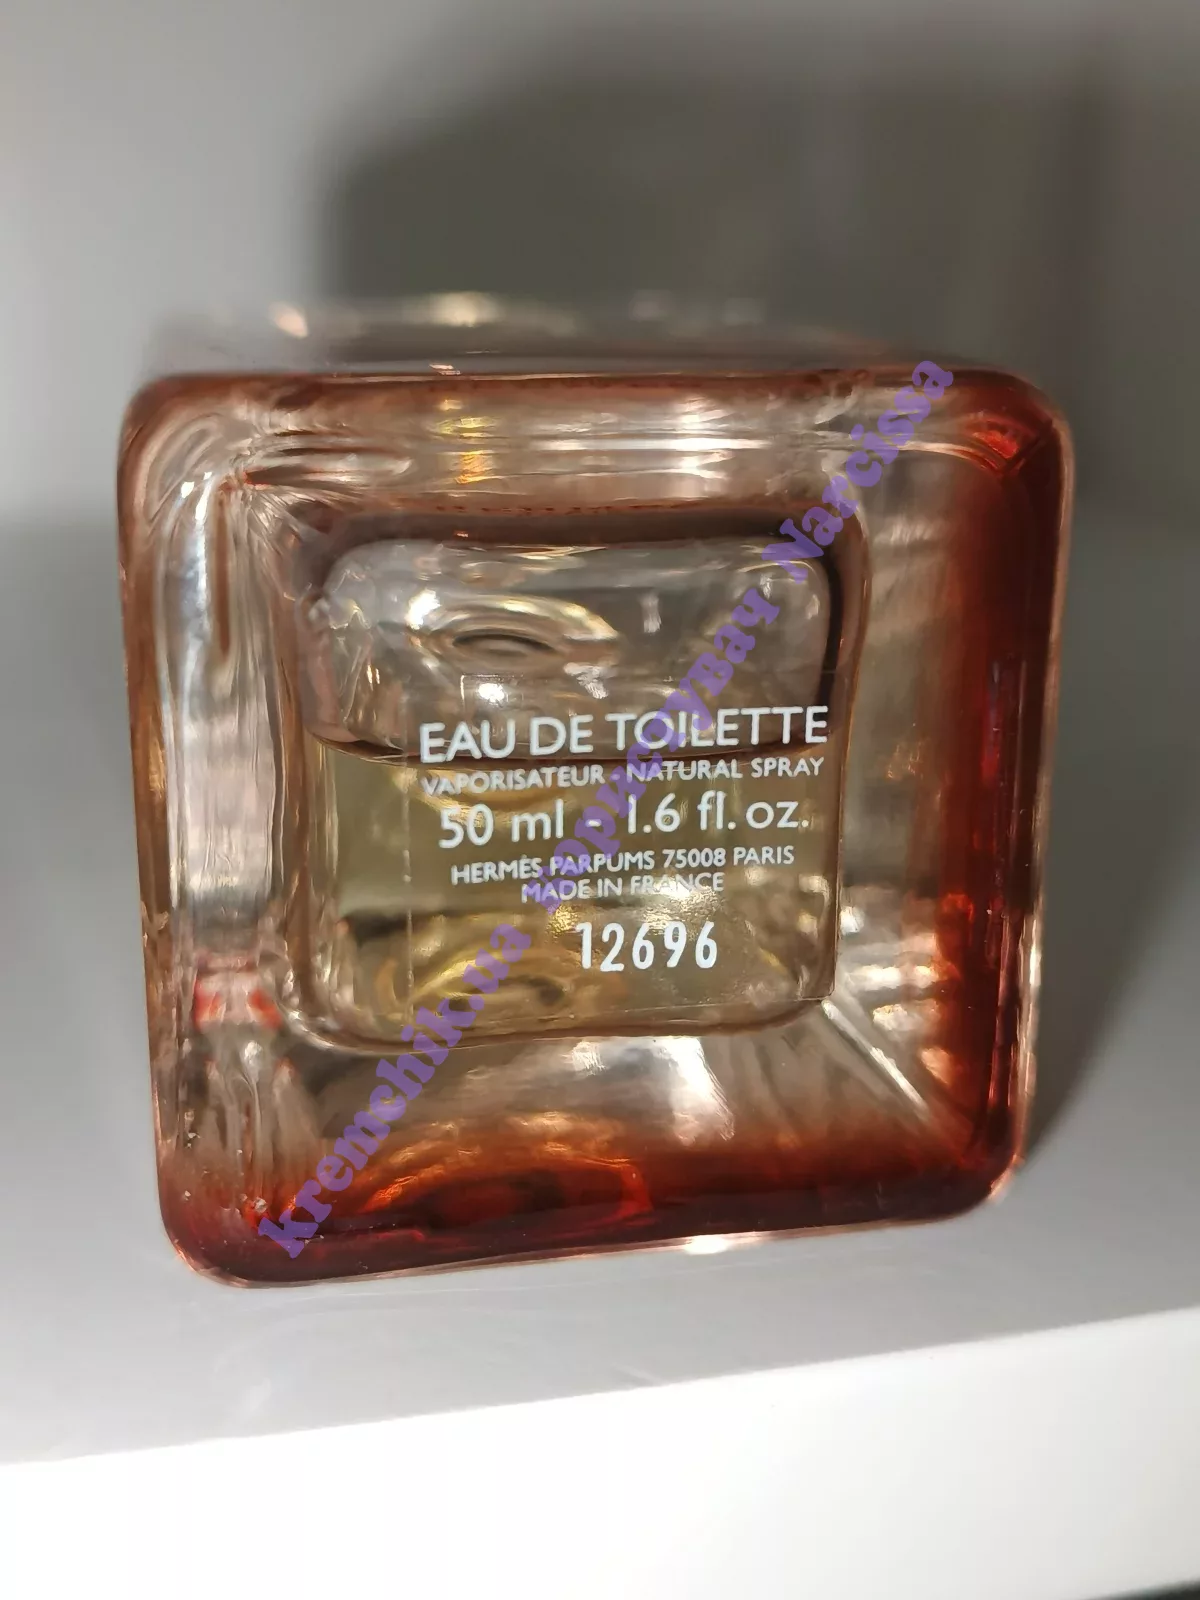 EAU DE TOILETTE
VAPORISATEUR - NATURAL SPRAY
50 ml - 1.6 fl. oz.
HERMÈS PARFUMS 75008 PARIS
MADE IN FRANCE
12696
kremchik.ua користувач Narcissa